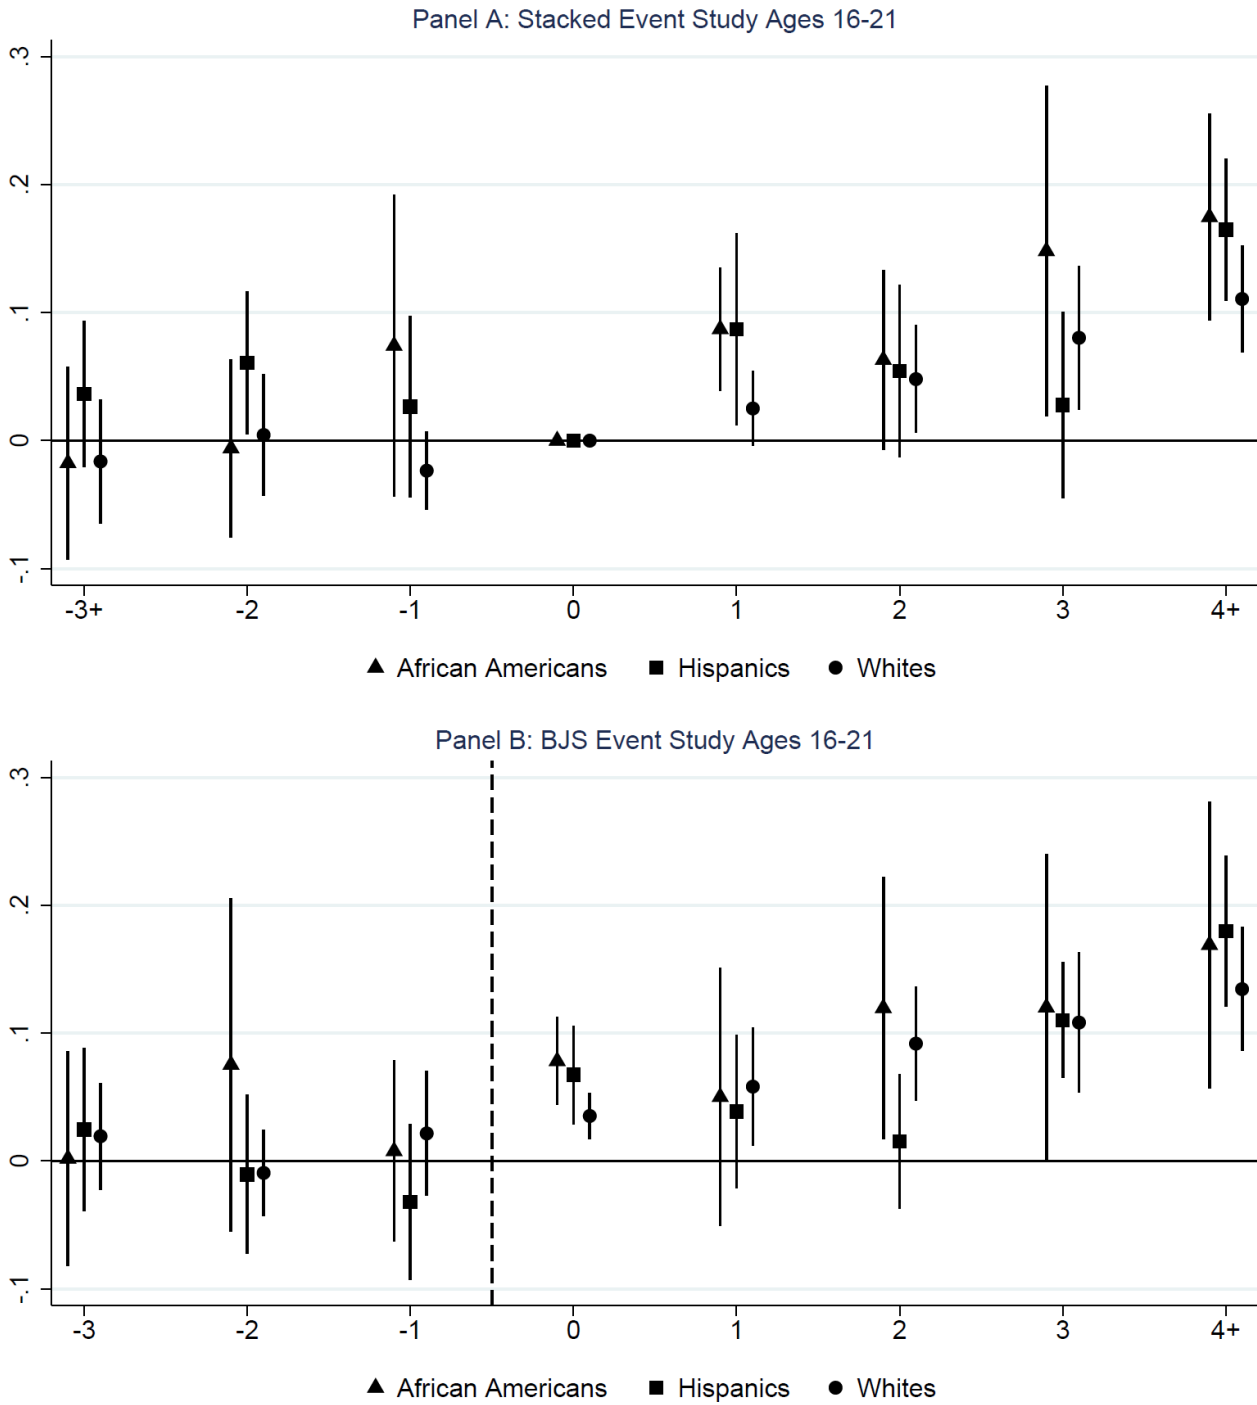 Panel A: Stacked Event Study Ages 16-21
.3
.2
.1
0
-.1
-3+ -2 -1 0 1 2 3 4+
African Americans Hispanics Whites
Panel B: BJS Event Study Ages 16-21
.3
.2
.1
0
-.1
-3 -2 -1 0 1 2 3 4+
African Americans Hispanics Whites